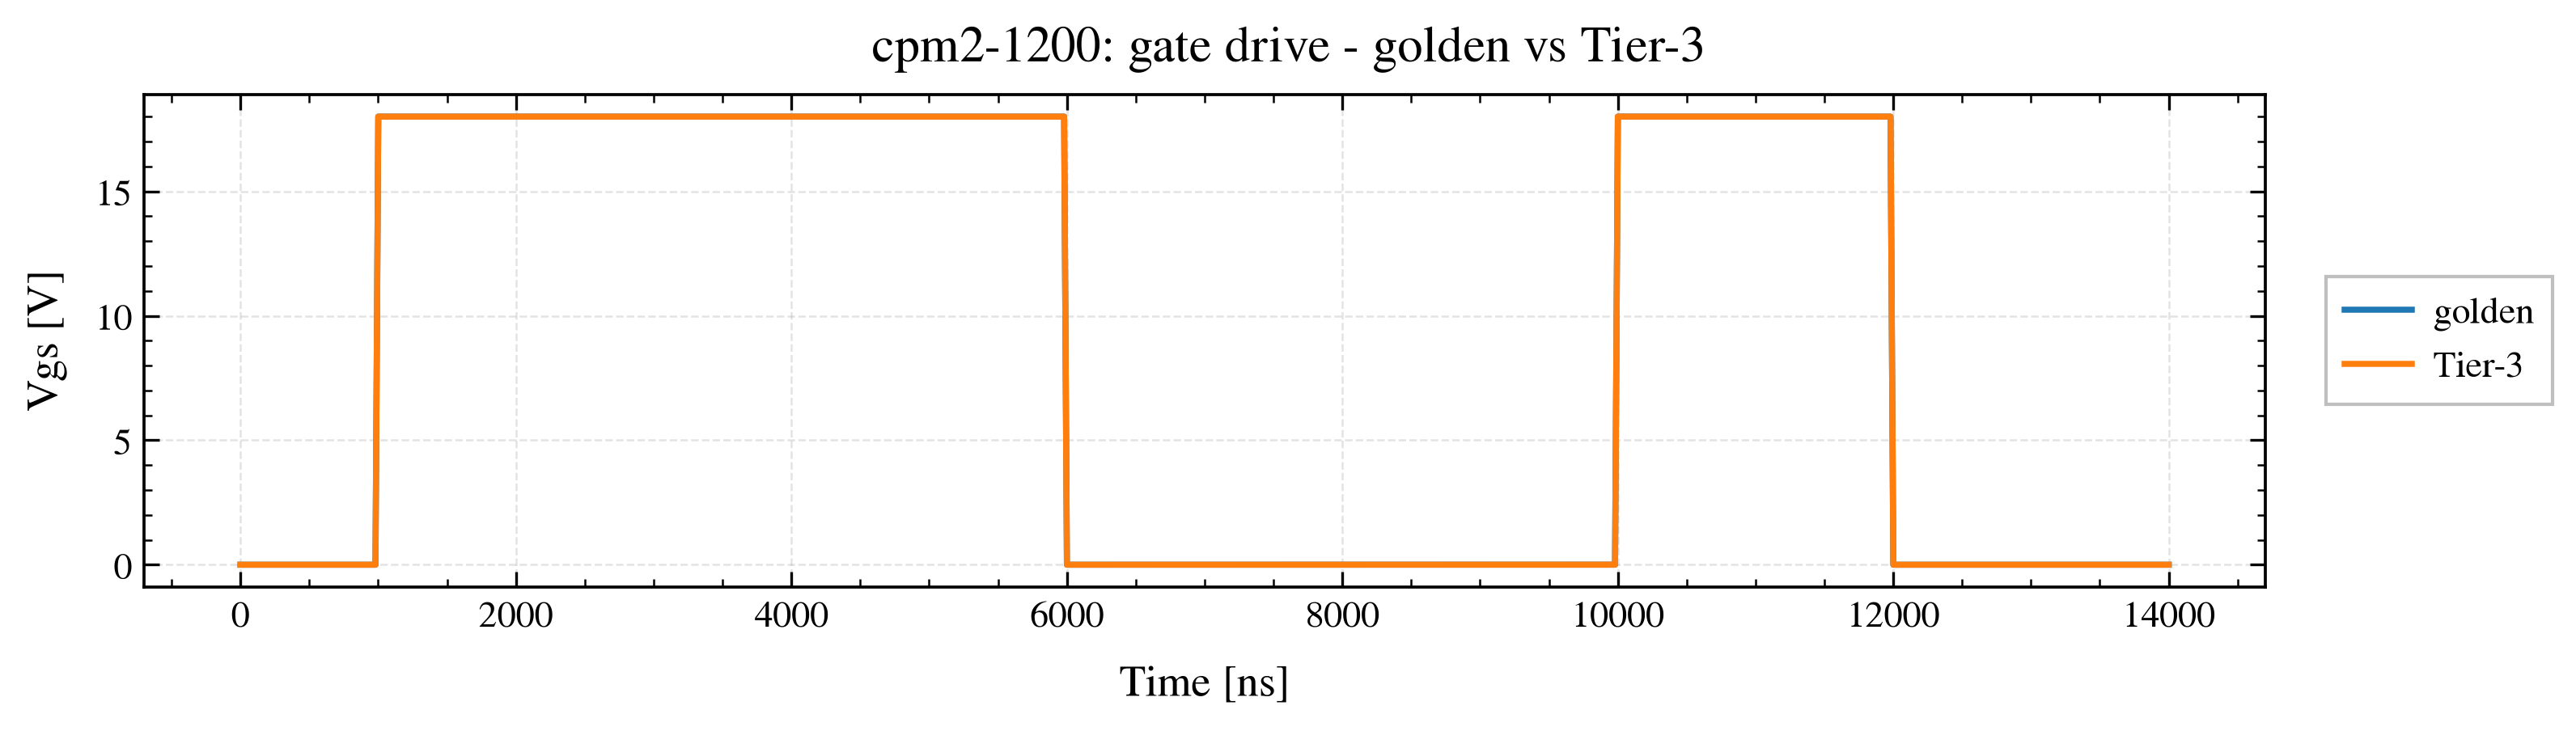 cpm2-1200: gate drive - golden vs Tier-3
Vgs [V]
15
10
5
0
0 2000 4000 6000 8000 10000 12000 14000
Time [ns]
golden
Tier-3